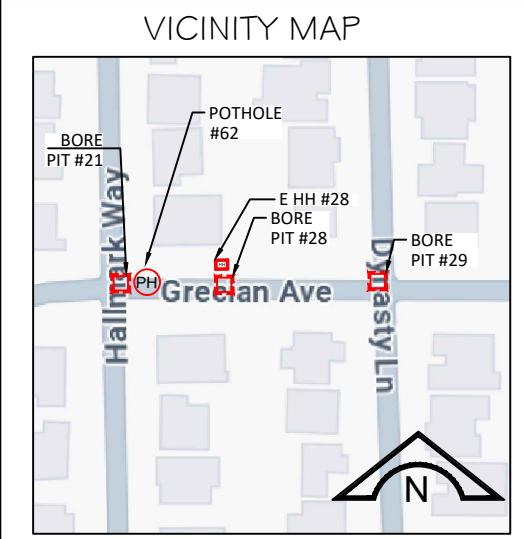 VICINITY MAP
POTHOLE
#62
BORE
PIT #21
E HH #28
BORE
PIT #28
BORE
PIT #29
Hallmark Way
PH
Grecian Ave
Dynasty Ln
HH
N